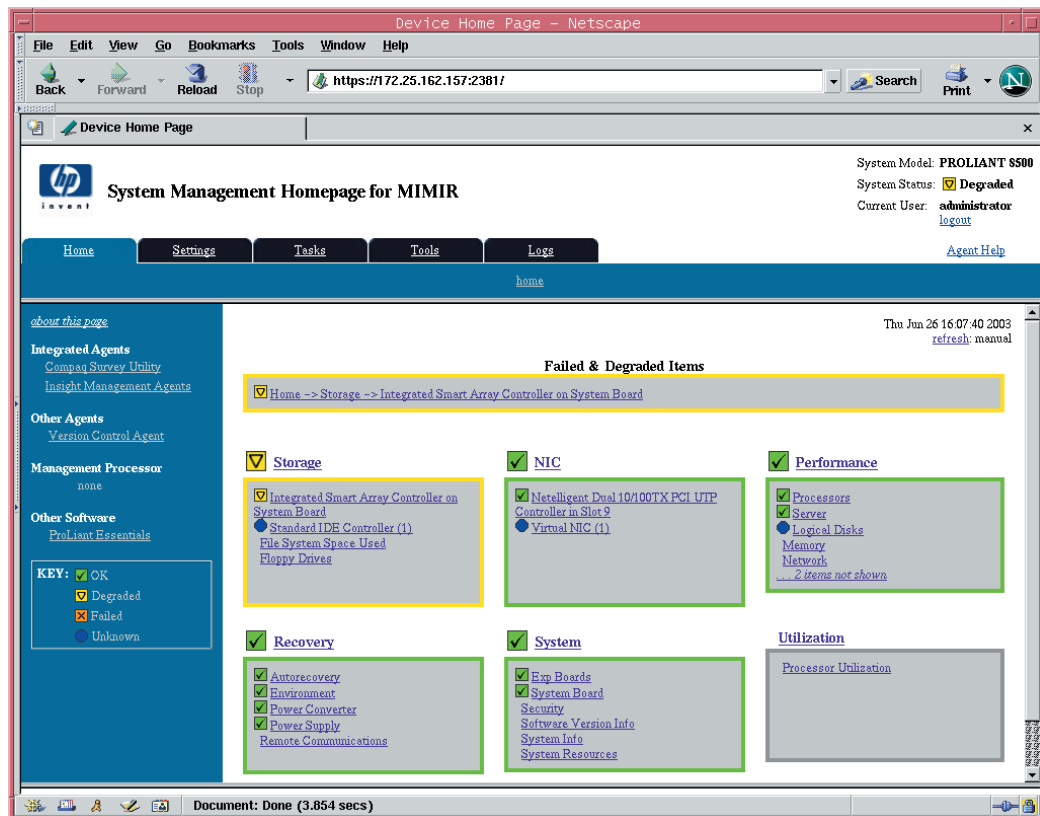 Device Home Page – Netscape
File Edit View Go Bookmarks Tools Window Help
Back Forward Reload Stop https://172.25.162.157:2381/ Search Print N
Device Home Page x
hp
invent
System Management Homepage for MIMIR
System Model: PROLIANT 8500
System Status: Degraded
Current User: administrator
logout
Home Settings Tasks Tools Logs Agent Help
home
about this page
Integrated Agents
Compaq Survey Utility
Insight Management Agents
Other Agents
Version Control Agent
Management Processor
none
Other Software
ProLiant Essentials
KEY: OK
Degraded
Failed
Unknown
Thu Jun 26 16:07:40 2003
refresh: manual
Failed & Degraded Items
Home -> Storage -> Integrated Smart Array Controller on System Board
Storage
Integrated Smart Array Controller on
System Board
Standard IDE Controller (1)
File System Space Used
Floppy Drives
NIC
Netelligent Dual 10/100TX PCI UTP
Controller in Slot 9
Virtual NIC (1)
Performance
Processors
Server
Logical Disks
Memory
Network
. . . 2 items not shown
Recovery
Autorecovery
Environment
Power Converter
Power Supply
Remote Communications
System
Exp Boards
System Board
Security
Software Version Info
System Info
System Resources
Utilization
Processor Utilization
Document: Done (3.854 secs)